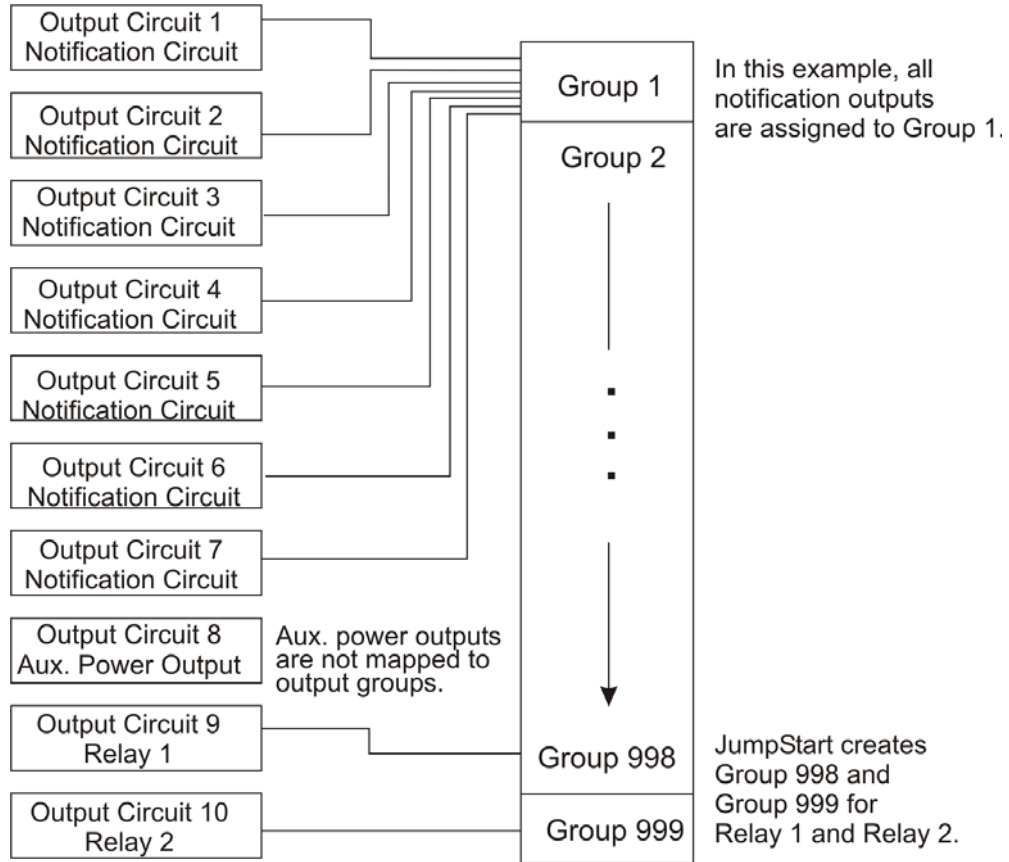 Output Circuit 1
Notification Circuit
Output Circuit 2
Notification Circuit
Output Circuit 3
Notification Circuit
Output Circuit 4
Notification Circuit
Output Circuit 5
Notification Circuit
Output Circuit 6
Notification Circuit
Output Circuit 7
Notification Circuit
Output Circuit 8
Aux. Power Output
Aux. power outputs
are not mapped to
output groups.
Output Circuit 9
Relay 1
Output Circuit 10
Relay 2
Group 1
Group 2
Group 998
Group 999
In this example, all
notification outputs
are assigned to Group 1.
JumpStart creates
Group 998 and
Group 999 for
Relay 1 and Relay 2.